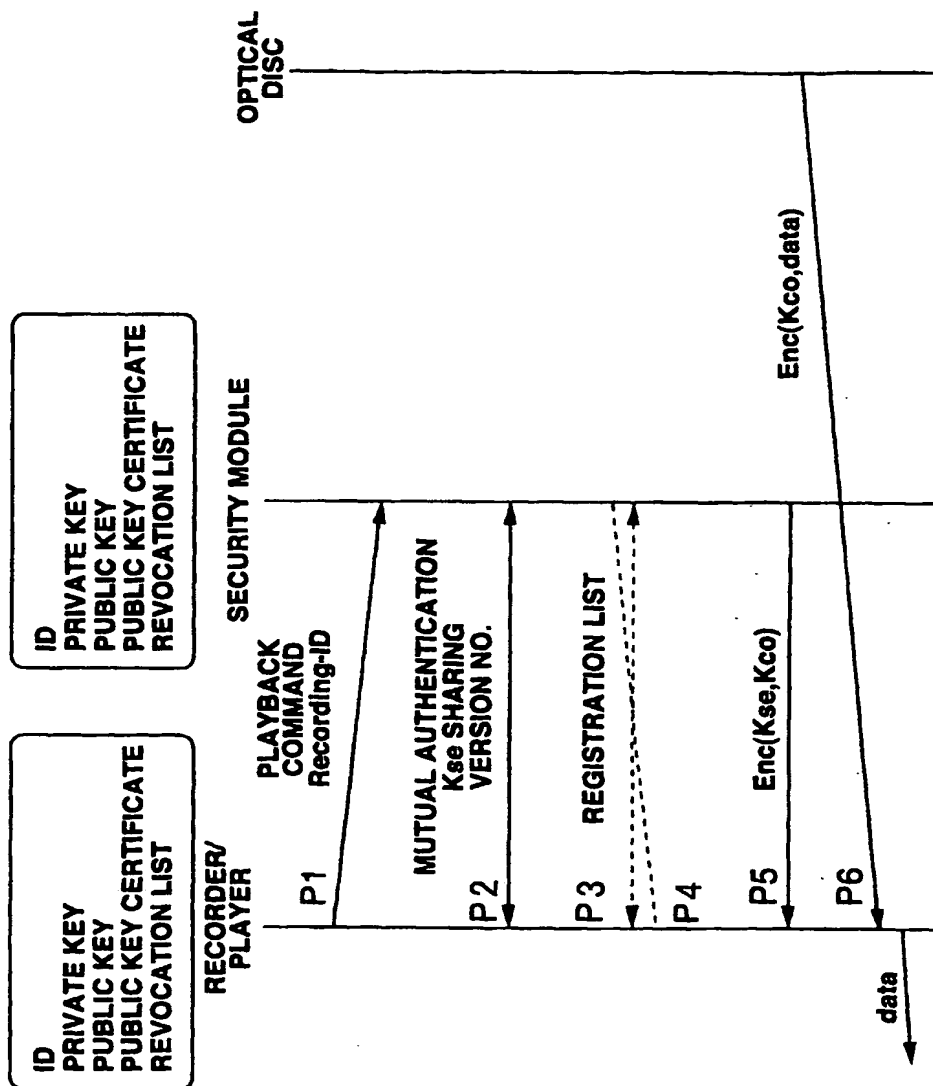 ID
PRIVATE KEY
PUBLIC KEY
PUBLIC KEY CERTIFICATE
REVOCATION LIST
ID
PRIVATE KEY
PUBLIC KEY
PUBLIC KEY CERTIFICATE
REVOCATION LIST
RECORDER/
PLAYER
SECURITY MODULE
OPTICAL
DISC
P1
PLAYBACK
COMMAND
Recording-ID
P2
MUTUAL AUTHENTICATION
Kse SHARING
VERSION NO.
P3
REGISTRATION LIST
P4
P5
Enc(Kse,Kco)
P6
Enc(Kco,data)
data